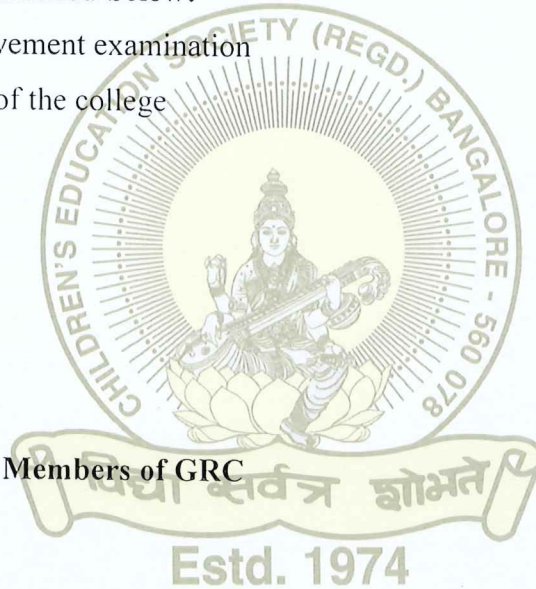 vement examination
of the college
CHILDREN'S EDUCATION SOCIETY (REGD.) BANGALORE - 560 078
Members of GRC
विद्या सर्वत्र शोभते
Estd. 1974